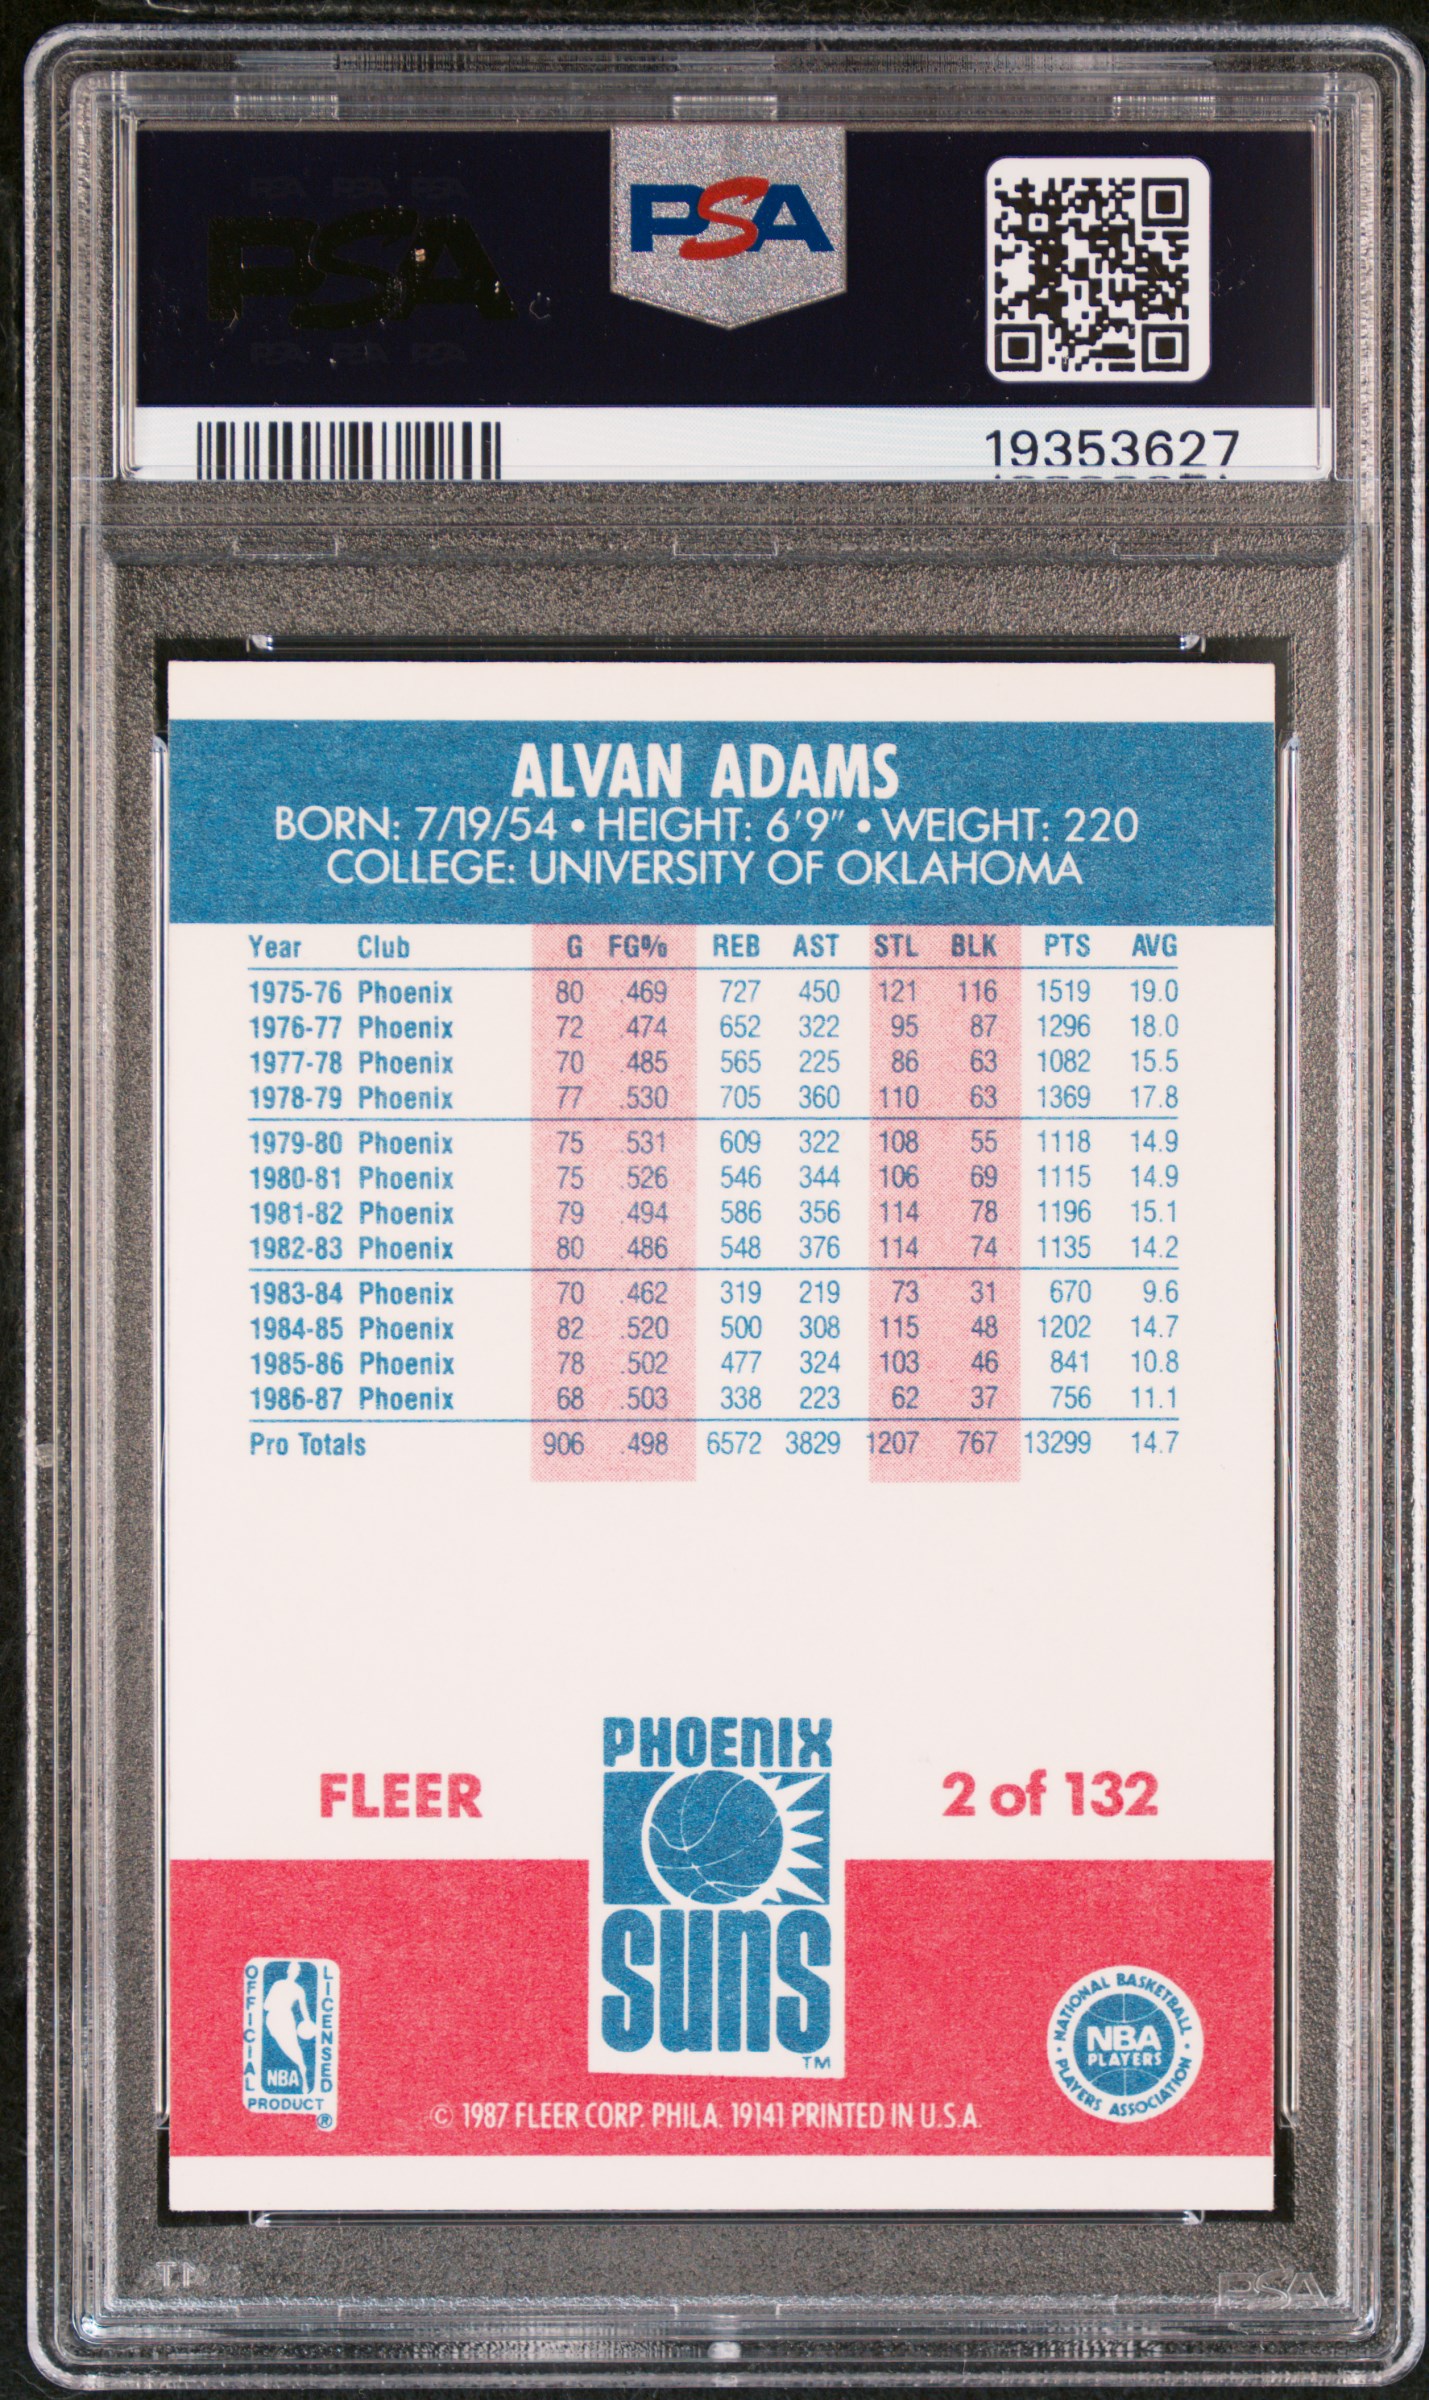 PSA PSA PSA
PSA
PSA PSA PSA
PSA
19353627
ALVAN ADAMS
BORN: 7/19/54 • HEIGHT: 6'9" • WEIGHT: 220
COLLEGE: UNIVERSITY OF OKLAHOMA
Year Club G FG% REB AST STL BLK PTS AVG
1975-76 Phoenix 80 .469 727 450 121 116 1519 19.0
1976-77 Phoenix 72 .474 652 322 95 87 1296 18.0
1977-78 Phoenix 70 .485 565 225 86 63 1082 15.5
1978-79 Phoenix 77 .530 705 360 110 63 1369 17.8
1979-80 Phoenix 75 .531 609 322 108 55 1118 14.9
1980-81 Phoenix 75 .526 546 344 106 69 1115 14.9
1981-82 Phoenix 79 .494 586 356 114 78 1196 15.1
1982-83 Phoenix 80 .486 548 376 114 74 1135 14.2
1983-84 Phoenix 70 .462 319 219 73 31 670 9.6
1984-85 Phoenix 82 .520 500 308 115 48 1202 14.7
1985-86 Phoenix 78 .502 477 324 103 46 841 10.8
1986-87 Phoenix 68 .503 338 223 62 37 756 11.1
Pro Totals 906 .498 6572 3829 1207 767 13299 14.7
FLEER
PHOENIX
SUNS
TM
2 of 132
OFFICIAL
LICENSED
NBA
PRODUCT
®
© 1987 FLEER CORP. PHILA. 19141 PRINTED IN U.S.A.
• NATIONAL BASKETBALL •
NBA
PLAYERS
PLAYERS ASSOCIATION
PSA